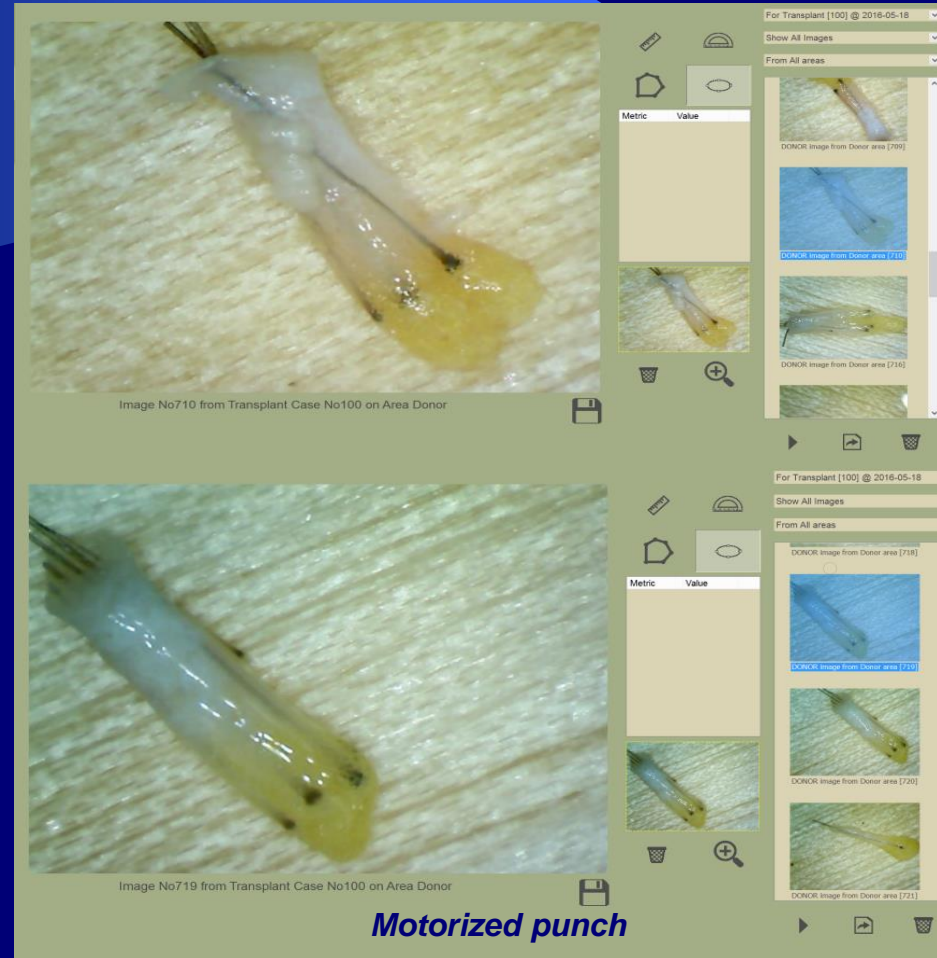 For Transplant [100] @ 2016-05-18
Show All Images
From All areas
Metric Value
DONOR Image from Donor area [709]
DONOR Image from Donor area [710]
DONOR Image from Donor area [716]
Image No710 from Transplant Case No100 on Area Donor
For Transplant [100] @ 2016-05-18
Show All Images
From All areas
DONOR Image from Donor area [718]
Metric Value
DONOR Image from Donor area [719]
DONOR Image from Donor area [720]
DONOR Image from Donor area [721]
Image No719 from Transplant Case No100 on Area Donor
Motorized punch